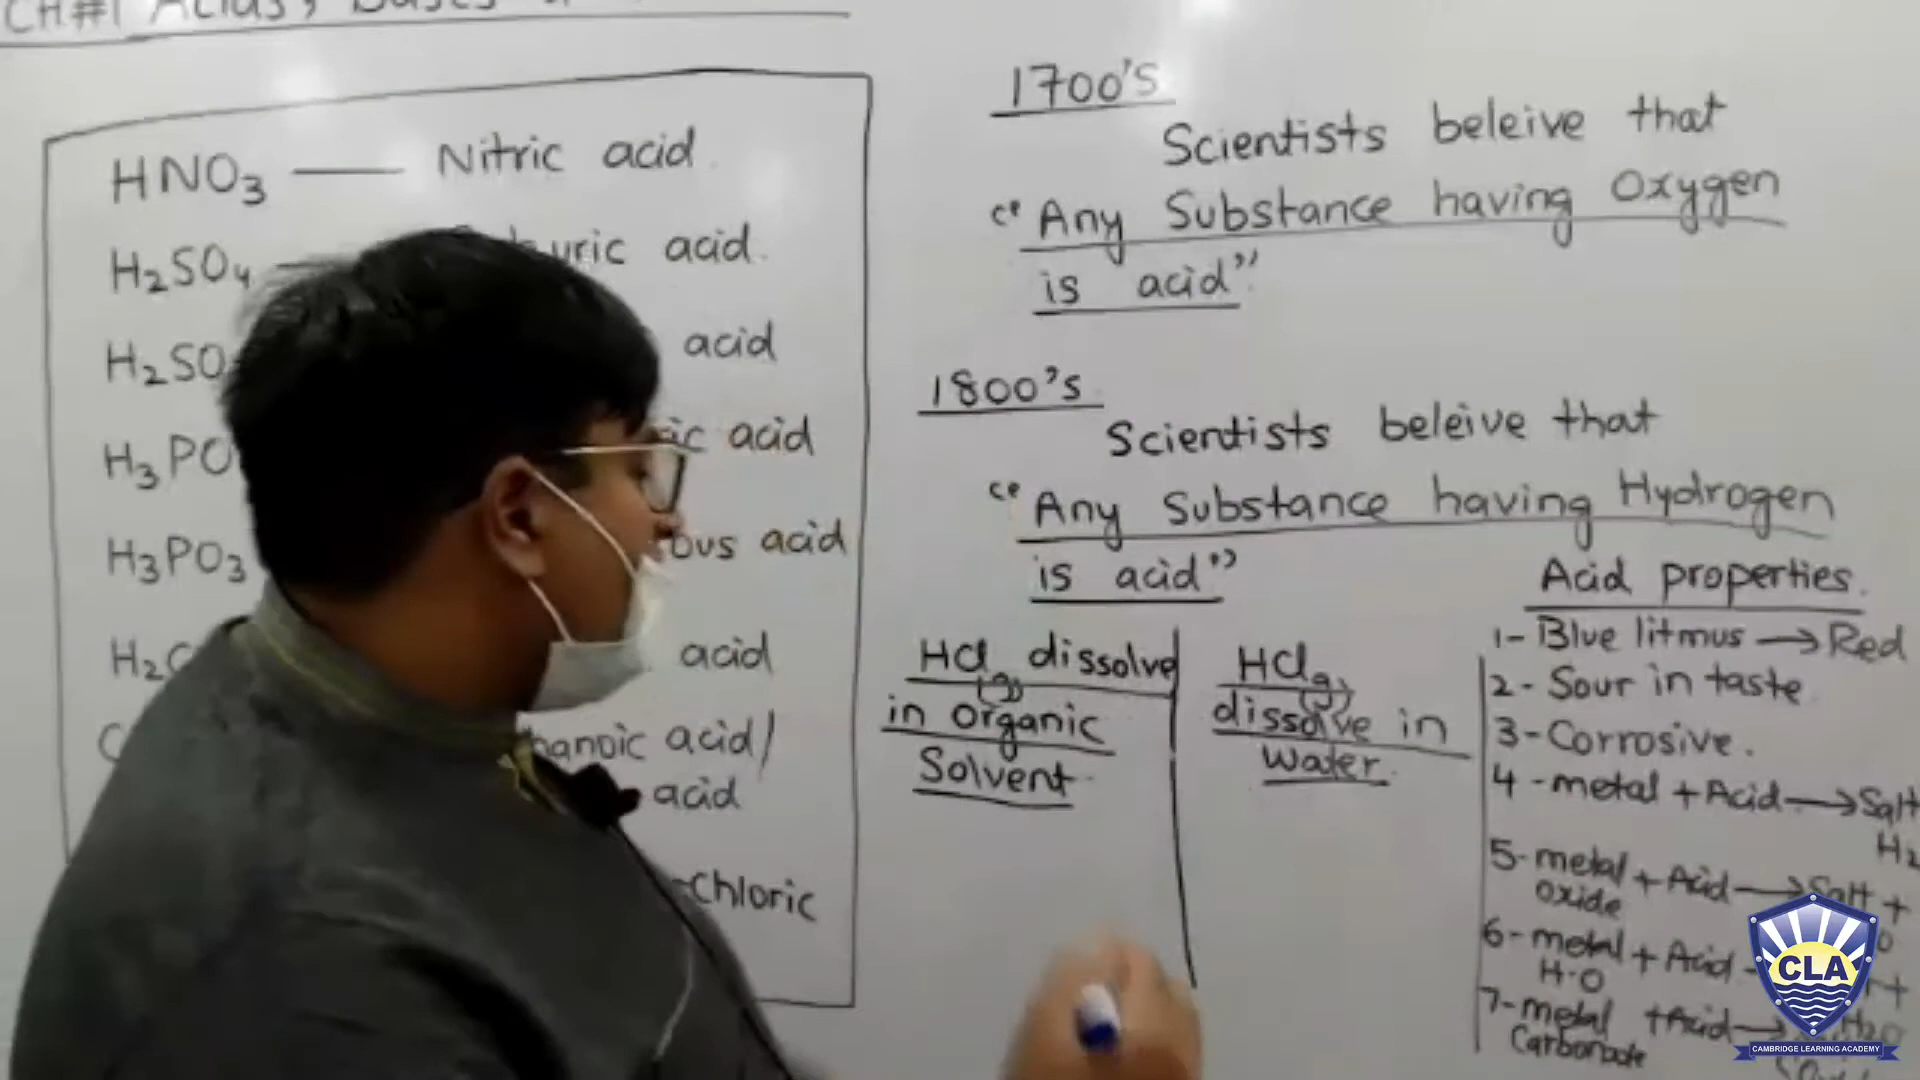 CH#1 Acids, Bases
HNO3 — Nitric acid
H2SO4 — uric acid.
H2SO acid
H3PO ic acid
H3PO3 ous acid
H2C acid
C hanoic acid/
acid
-Chloric
1700's
Scientists beleive that
"Any Substance having Oxygen
is acid"
1800's
Scientists beleive that
"Any Substance having Hydrogen
is acid"
HCl(g) dissolve
in Organic
Solvent
HCl(g)
dissolve in
Water.
Acid properties.
1- Blue litmus → Red
2- Sour in taste
3- Corrosive.
4- metal + Acid → Salt
H2
5- metal + Acid → Salt +
oxide
6- metal + Acid
H·O
7- metal + Acid → H2O
Carbonate
CLA
CAMBRIDGE LEARNING ACADEMY